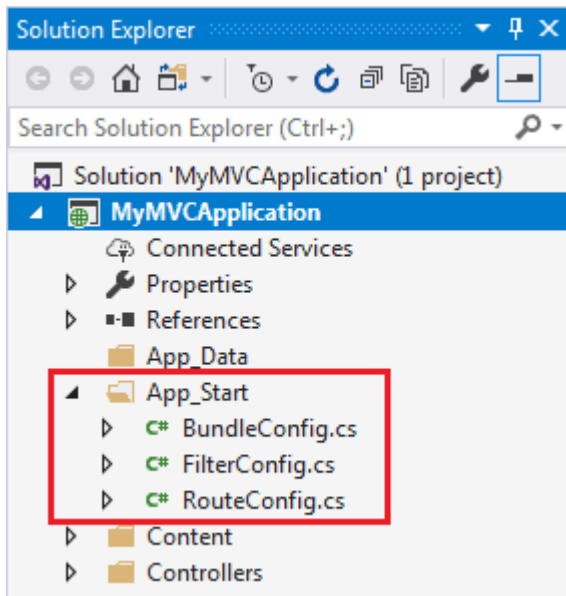 Solution Explorer
Search Solution Explorer (Ctrl+;)
Solution 'MyMVCApplication' (1 project)
MyMVCApplication
Connected Services
Properties
References
App_Data
App_Start
C# BundleConfig.cs
C# FilterConfig.cs
C# RouteConfig.cs
Content
Controllers